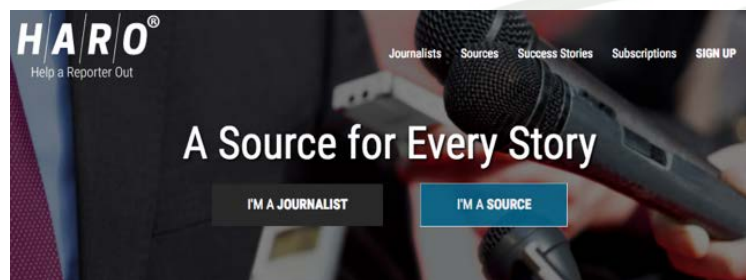 H/A/R/O®
Help a Reporter Out
Journalists Sources Success Stories Subscriptions SIGN UP
A Source for Every Story
I'M A JOURNALIST I'M A SOURCE